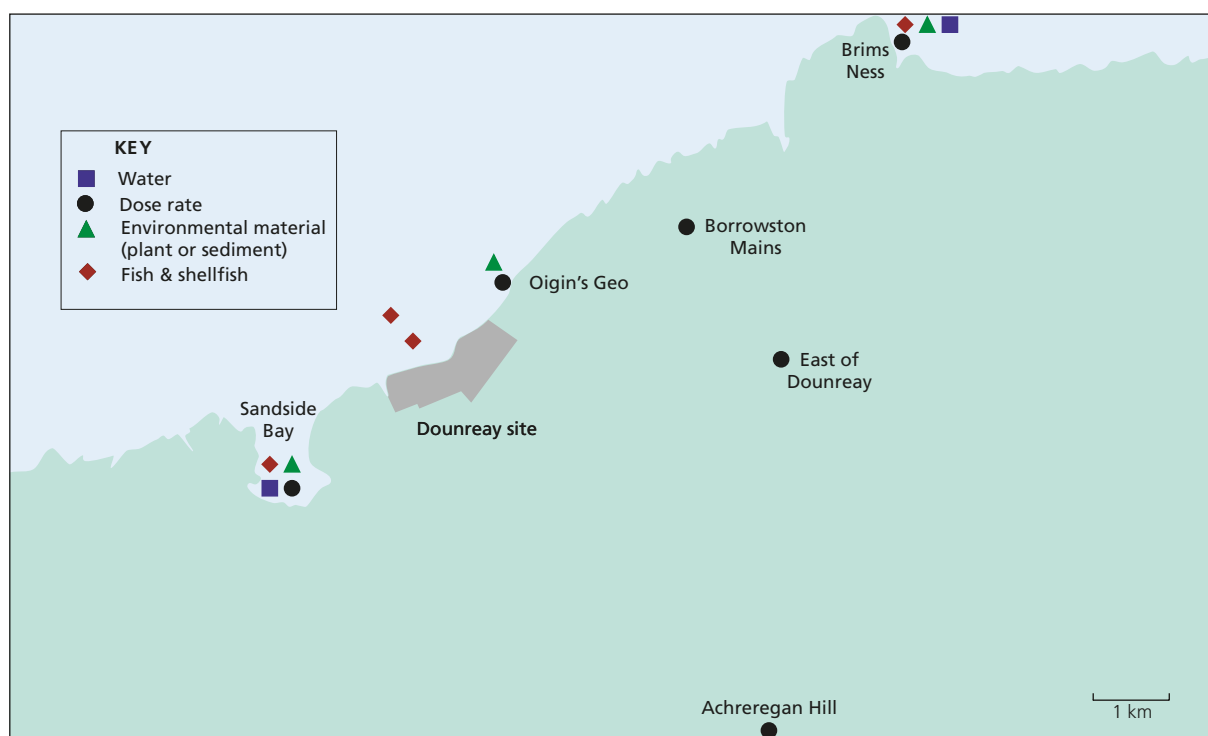 Brims
Ness
KEY
Water
Dose rate
Environmental material
(plant or sediment)
Fish & shellfish
Borrowston
Mains
Oigin's Geo
East of
Dounreay
Sandside
Bay
Dounreay site
Achreregan Hill
1 km